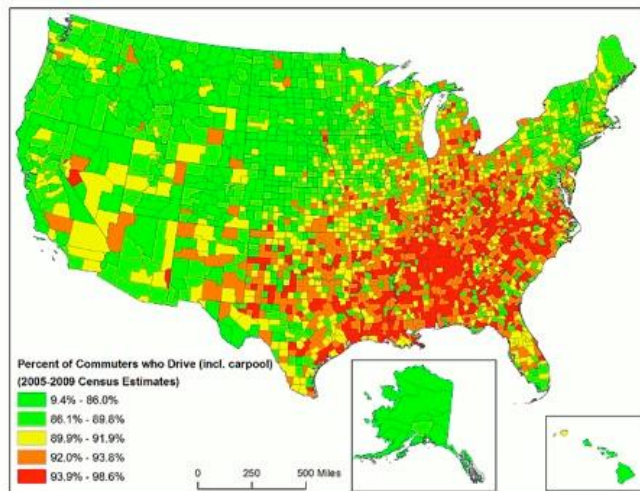 Percent of Commuters who Drive (incl. carpool)
(2005-2009 Census Estimates)
9.4% - 86.0%
86.1% - 89.8%
89.9% - 91.9%
92.0% - 93.8%
93.9% - 98.6%
0 250 500 Miles